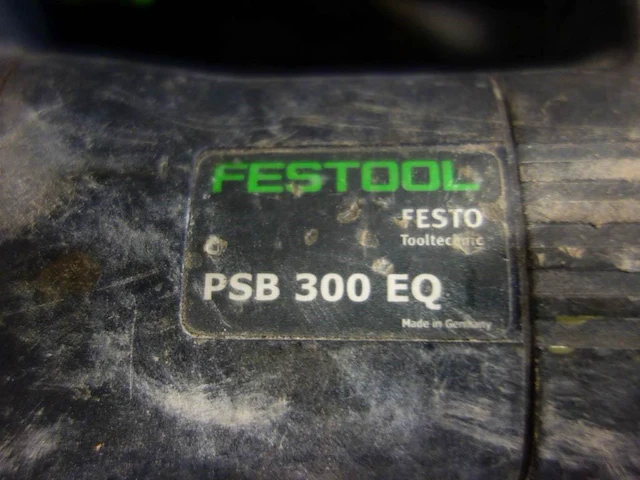 FESTOOL
FESTO
Tooltechnic
PSB 300 EQ
Made in Germany